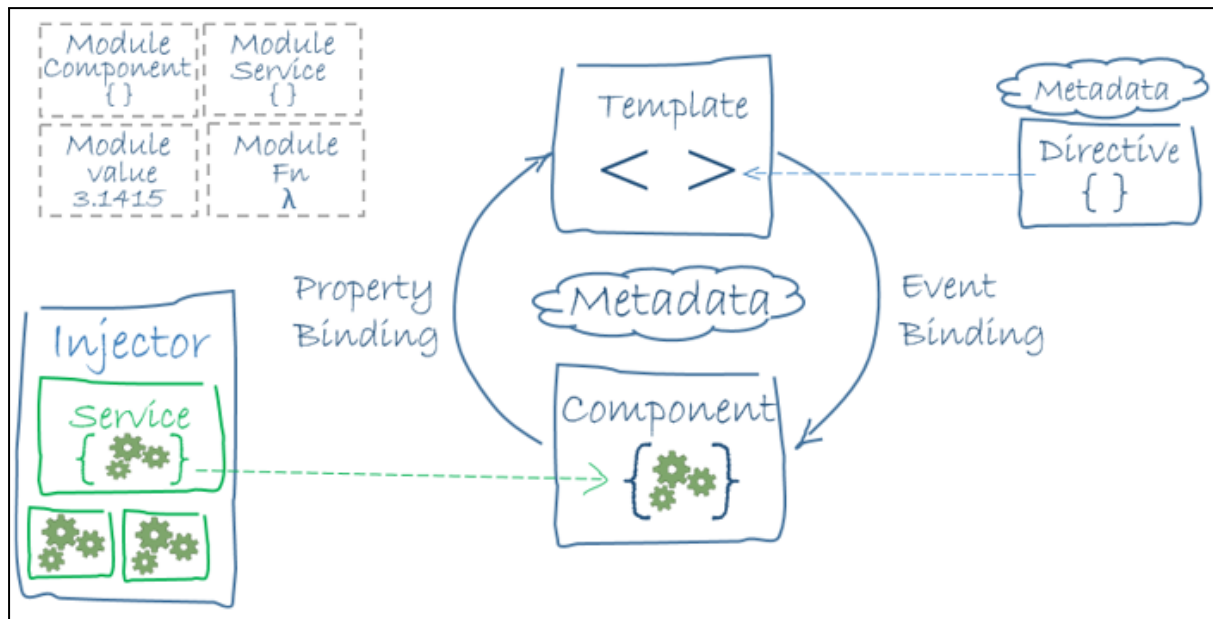 Module
Component
{ }
Module
Service
{ }
Module
value
3.1415
Module
Fn
λ
Template
< >
Metadata
Directive
{ }
Property
Binding
Metadata
Event
Binding
Injector
Service
{ }
Component
{ }